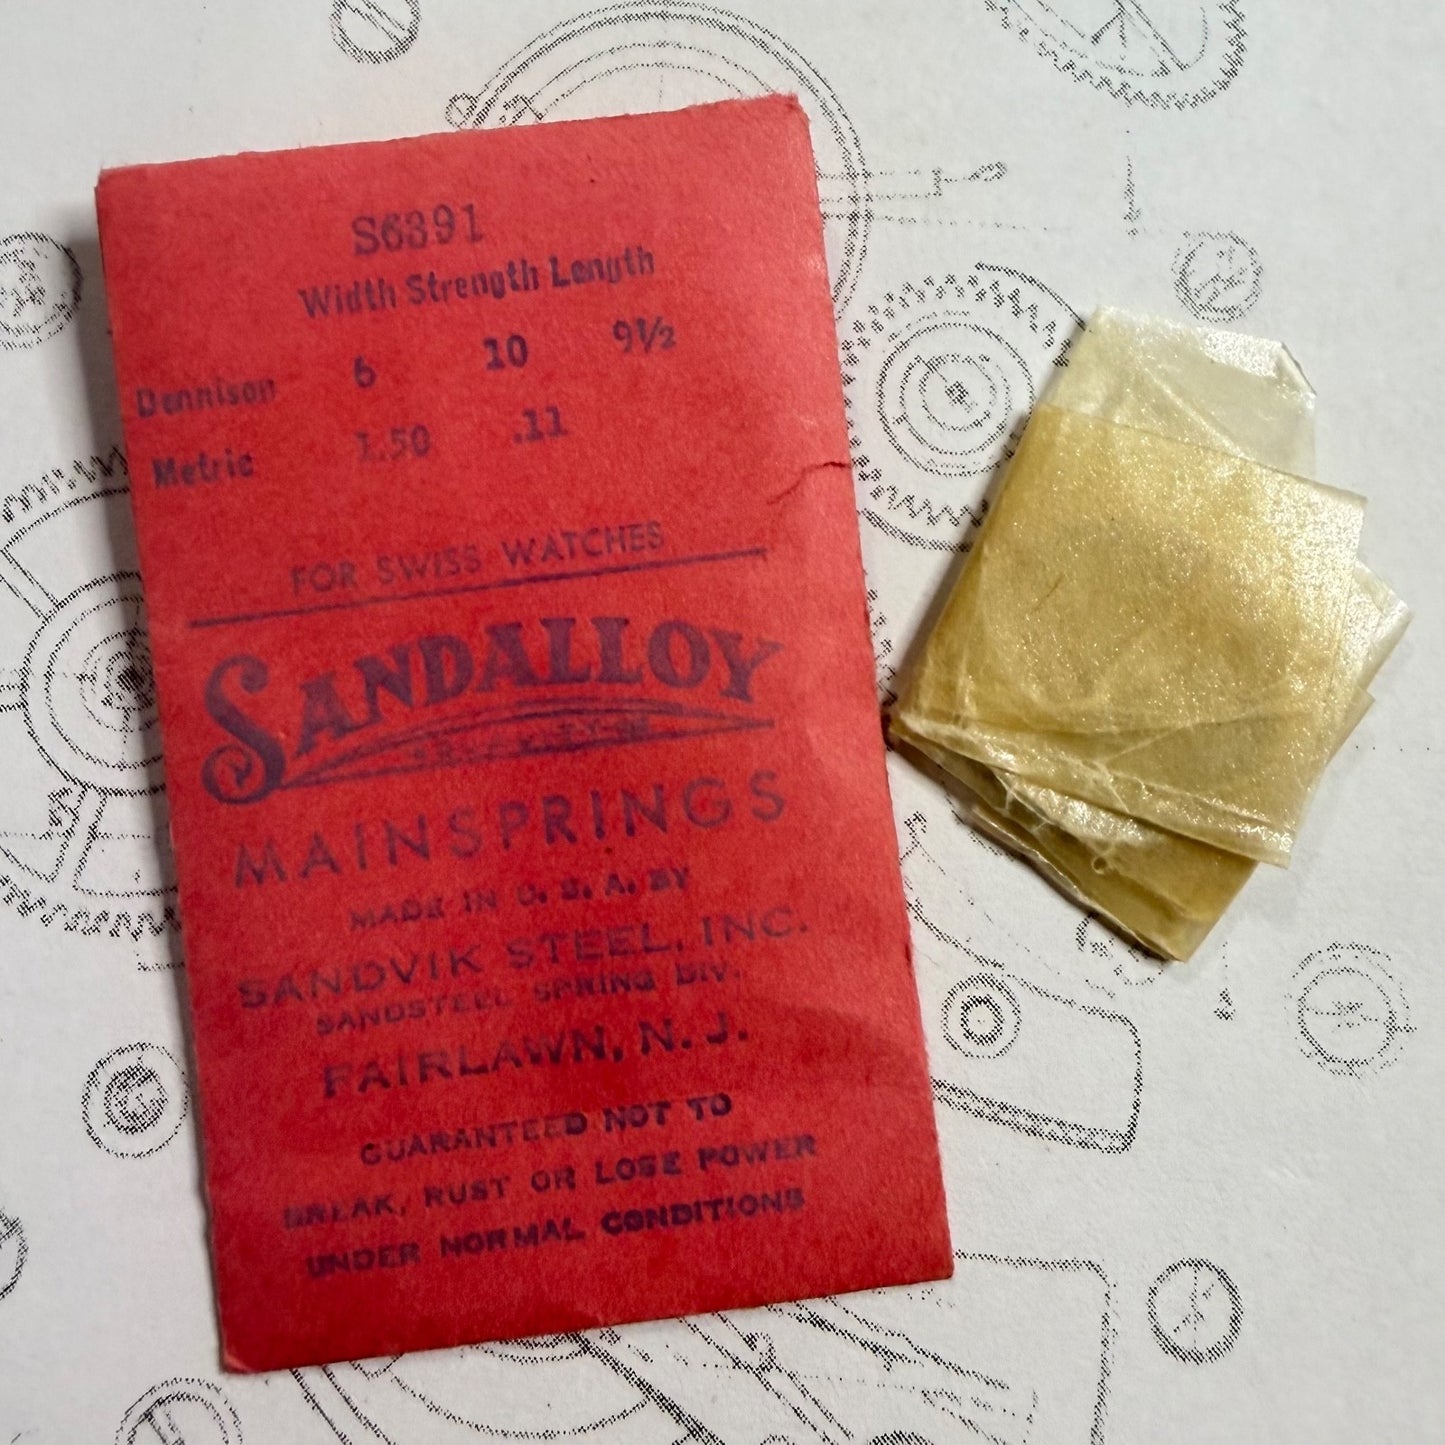 S6391
Width Strength Length
Dennison 6 10 9½
Metric 1.50 .11
FOR SWISS WATCHES
SANDALLOY
MAINSPRINGS
MADE IN U. S. A. BY
SANDVIK STEEL, INC.
SANDSTEEL SPRING DIV.
FAIRLAWN, N. J.
GUARANTEED NOT TO
BREAK, RUST OR LOSE POWER
UNDER NORMAL CONDITIONS